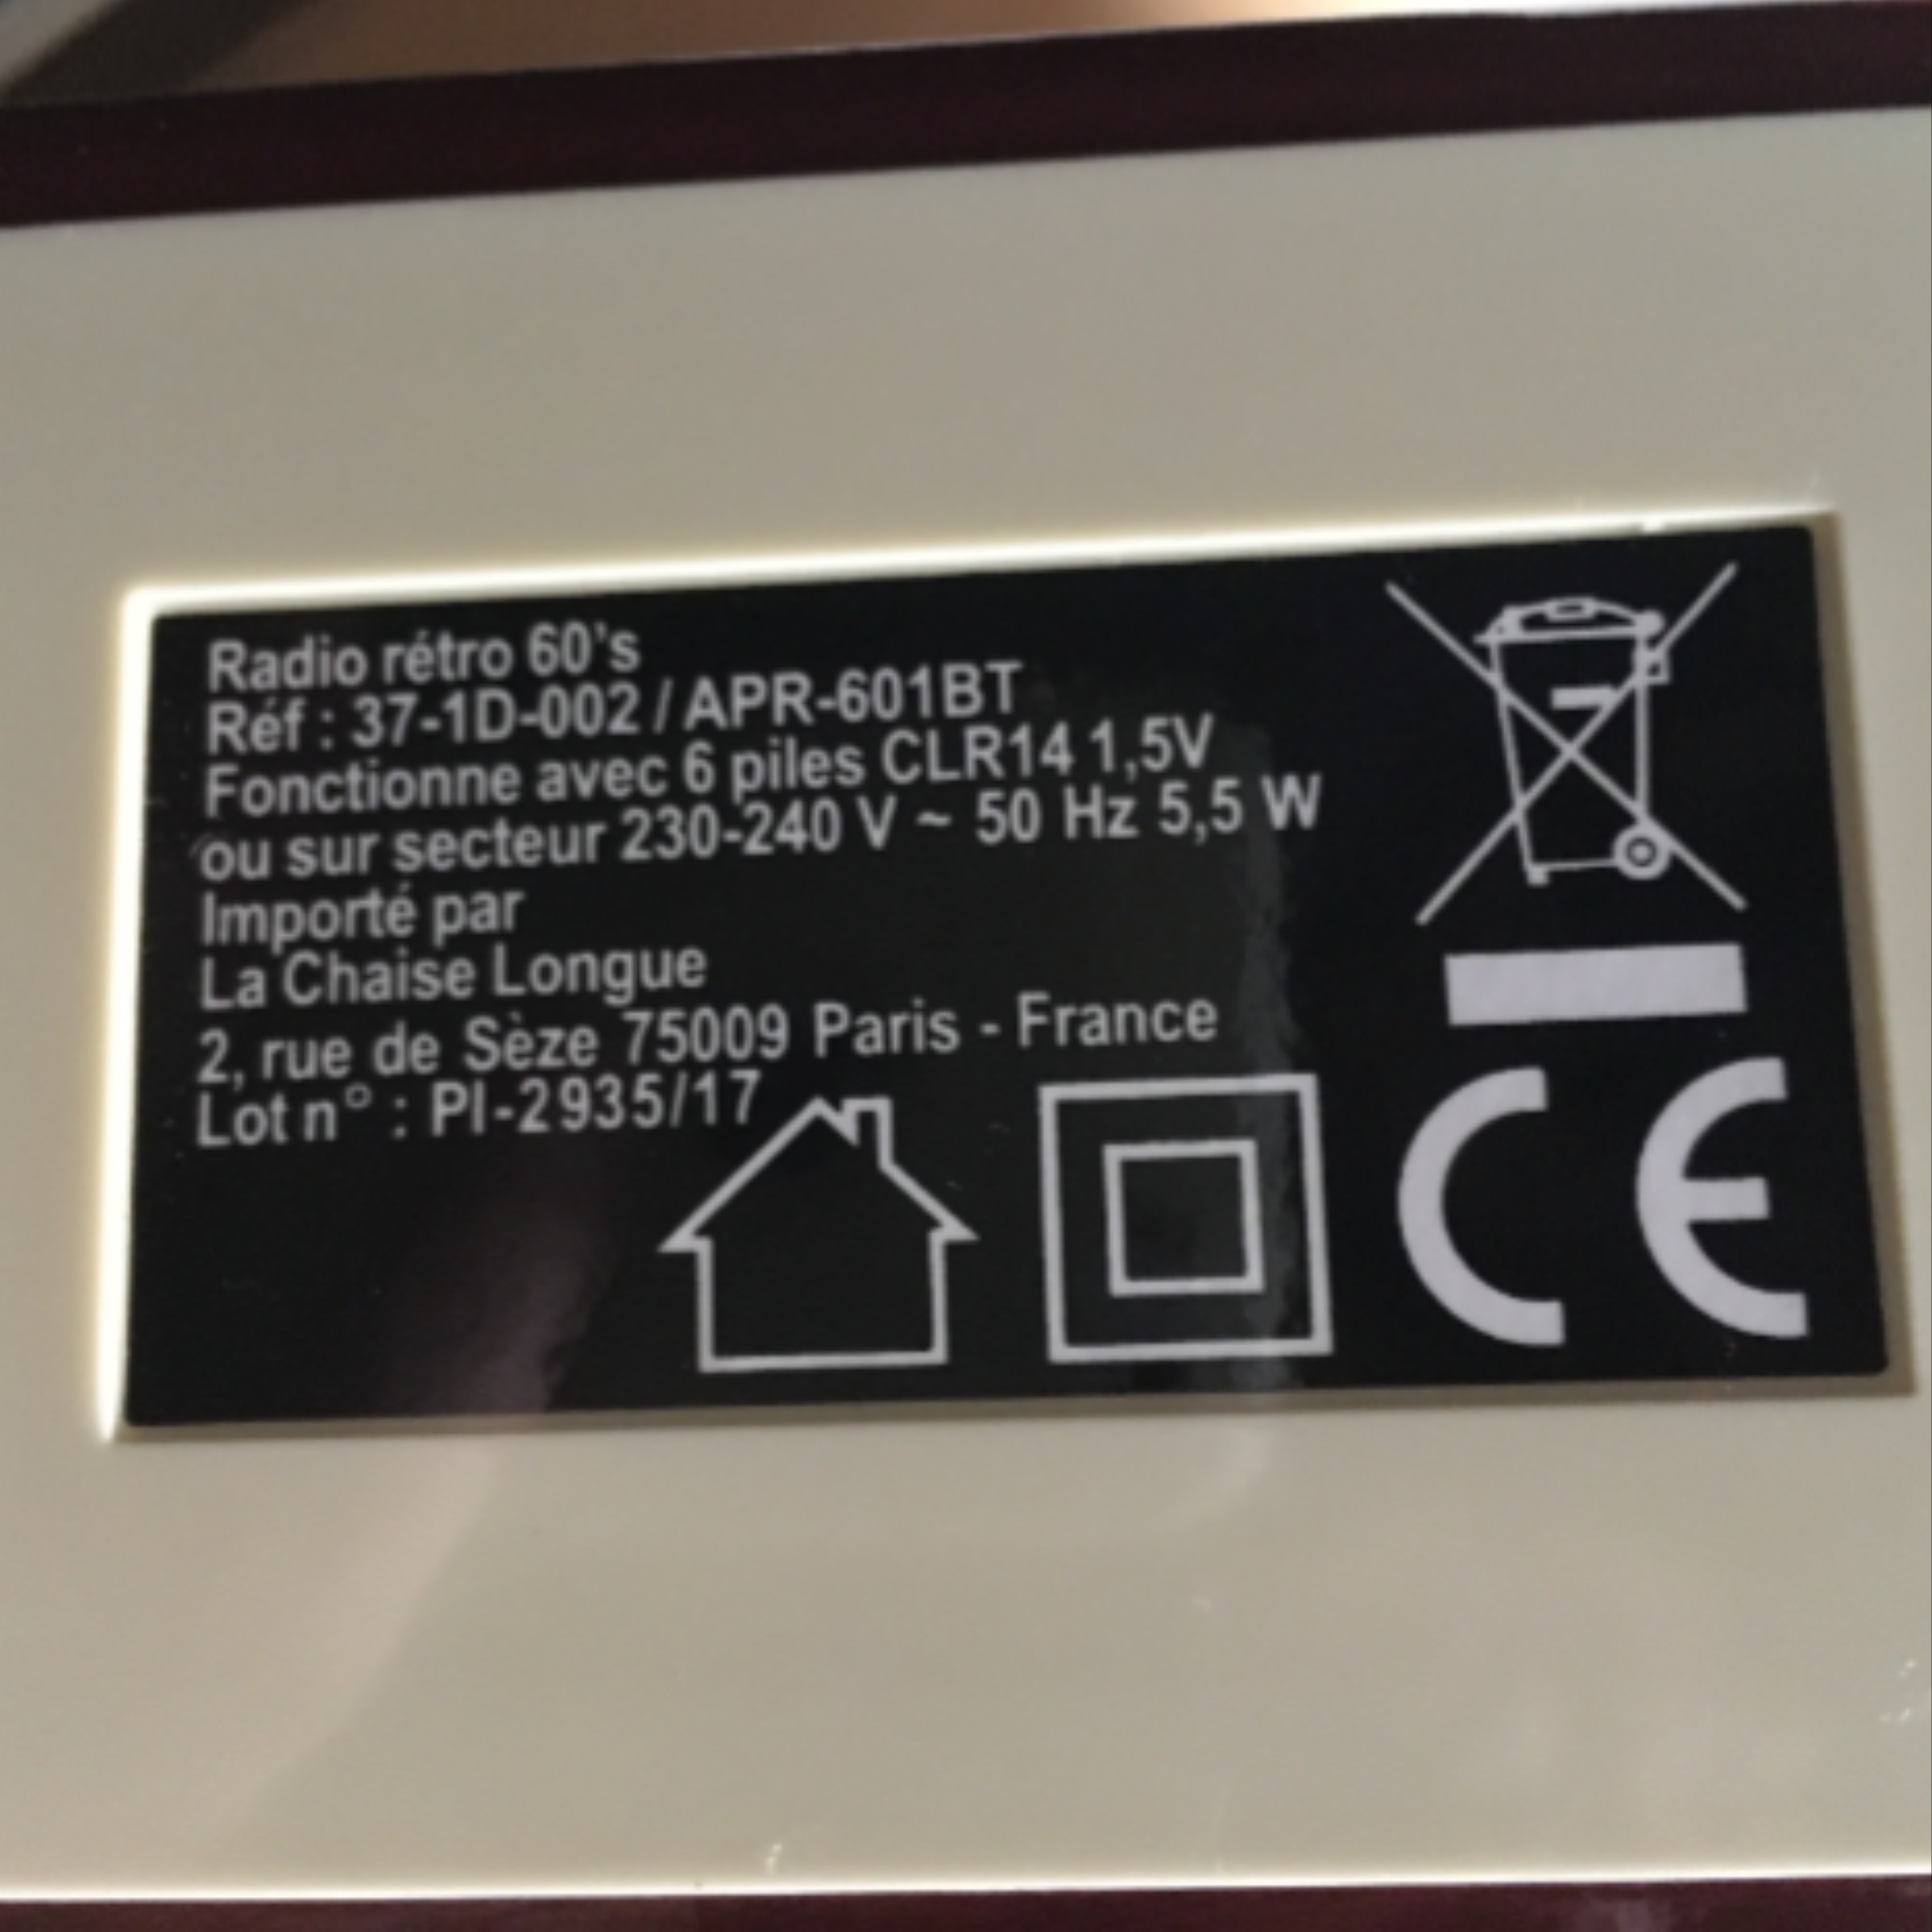 Radio rétro 60's
Réf : 37-1D-002 / APR-601BT
Fonctionne avec 6 piles CLR14 1,5V
ou sur secteur 230-240 V ~ 50 Hz 5,5 W
Importé par
La Chaise Longue
2, rue de Sèze 75009 Paris - France
Lot n° : PI-2935/17
CE